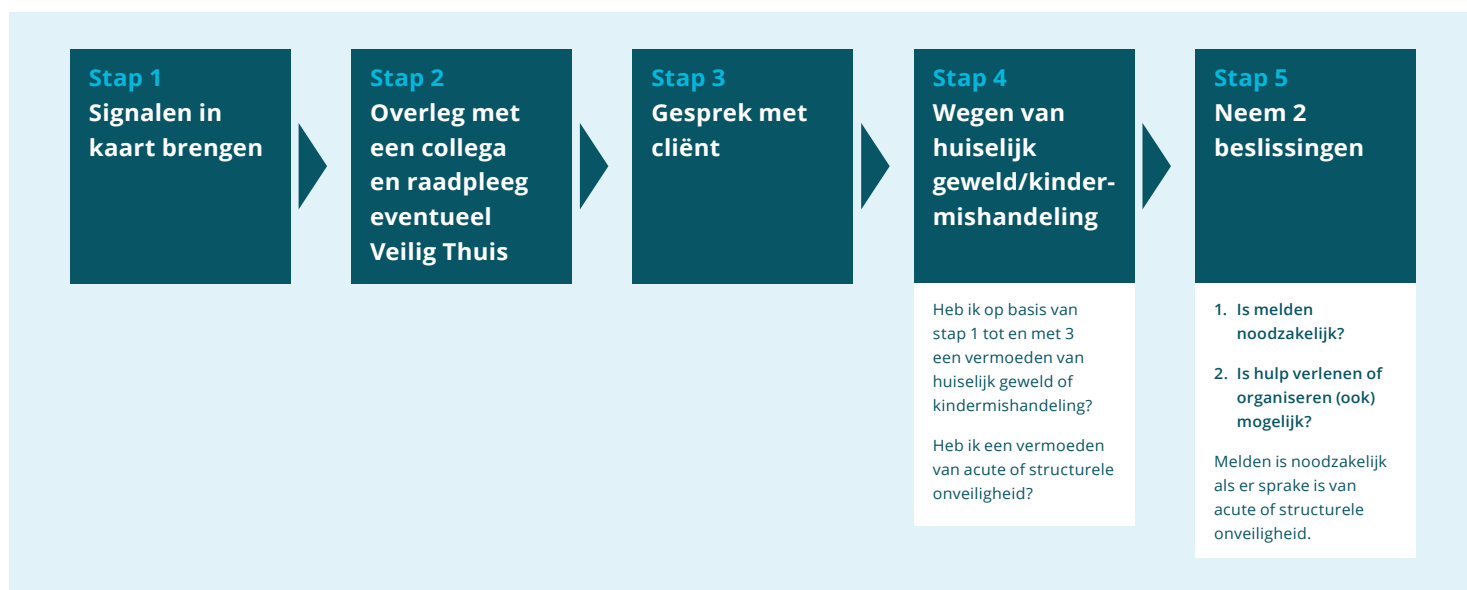 Stap 1
Signalen in
kaart brengen
Stap 2
Overleg met
een collega
en raadpleeg
eventueel
Veilig Thuis
Stap 3
Gesprek met
cliënt
Stap 4
Wegen van
huiselijk
geweld/kinder-
mishandeling
Heb ik op basis van
stap 1 tot en met 3
een vermoeden van
huiselijk geweld of
kindermishandeling?
Heb ik een vermoeden
van acute of structurele
onveiligheid?
Stap 5
Neem 2
beslissingen
1. Is melden
noodzakelijk?
2. Is hulp verlenen of
organiseren (ook)
mogelijk?
Melden is noodzakelijk
als er sprake is van
acute of structurele
onveiligheid.